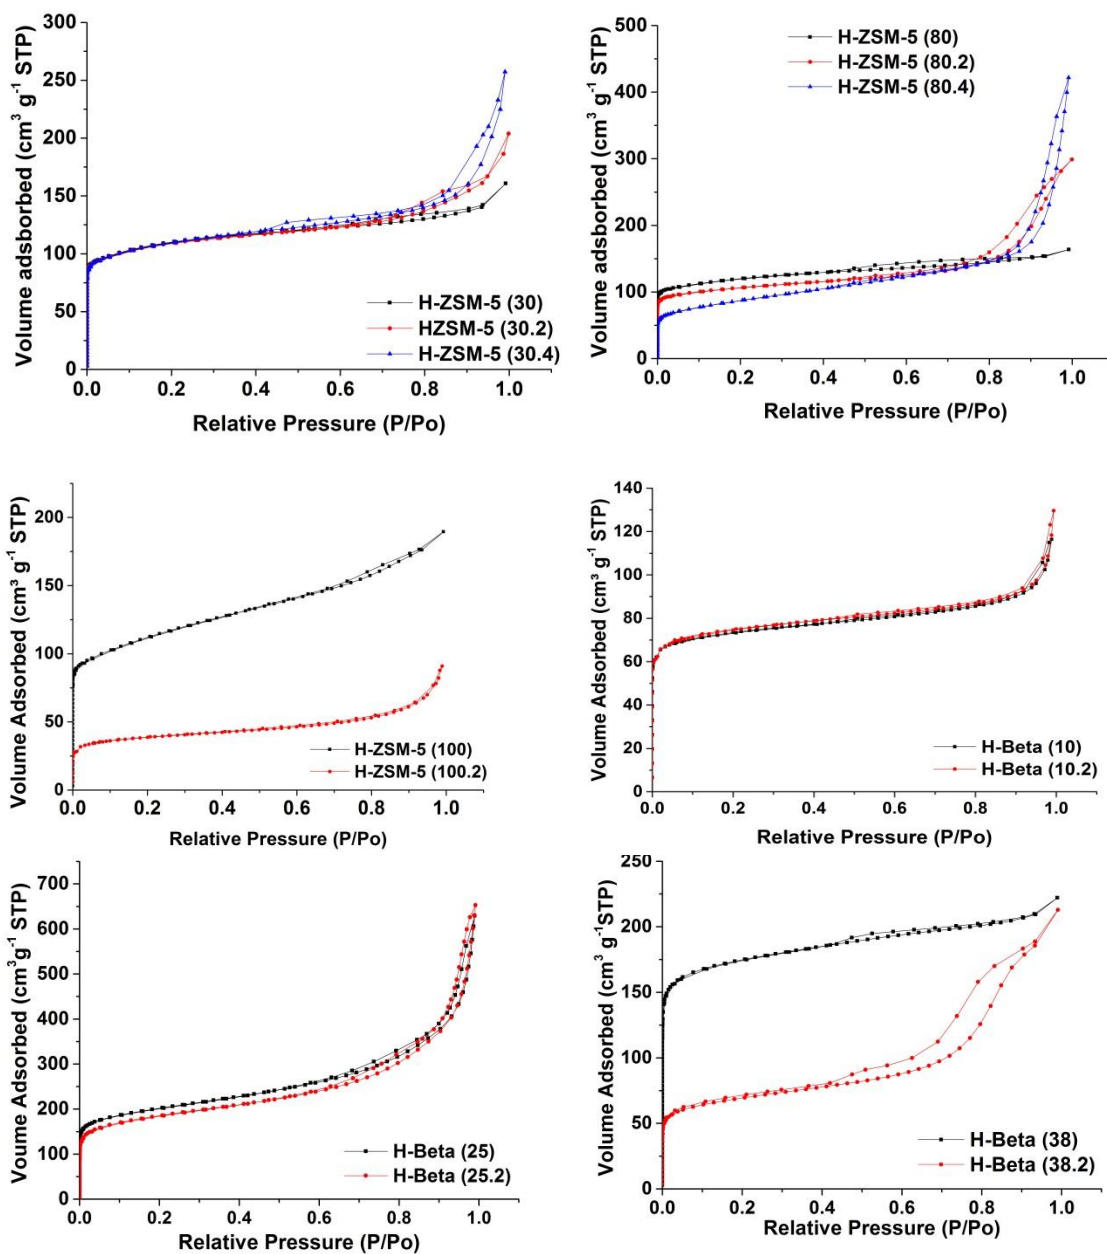 300
250
200
150
100
50
0
0.0 0.2 0.4 0.6 0.8 1.0
Volume adsorbed (cm³ g⁻¹ STP)
Relative Pressure (P/Po)
H-ZSM-5 (30)
HZSM-5 (30.2)
H-ZSM-5 (30.4)
500
400
300
200
100
0
0.0 0.2 0.4 0.6 0.8 1.0
Volume adsorbed (cm³ g⁻¹ STP)
Relative Pressure (P/Po)
H-ZSM-5 (80)
H-ZSM-5 (80.2)
H-ZSM-5 (80.4)
200
150
100
50
0
0.0 0.2 0.4 0.6 0.8 1.0
Volume Adsorbed (cm³ g⁻¹ STP)
Relative Pressure (P/Po)
H-ZSM-5 (100)
H-ZSM-5 (100.2)
140
120
100
80
60
40
20
0
0.0 0.2 0.4 0.6 0.8 1.0
Volume Adsorbed (cm³ g⁻¹ STP)
Relative Pressure (P/Po)
H-Beta (10)
H-Beta (10.2)
700
600
500
400
300
200
100
0
0.0 0.2 0.4 0.6 0.8 1.0
Voume Adsorbed (cm³g⁻¹ STP)
Relative Pressure (P/Po)
H-Beta (25)
H-Beta (25.2)
250
200
150
100
50
0
0.0 0.2 0.4 0.6 0.8 1.0
Volume Adsorbed (cm³ g⁻¹STP)
Relative Pressure (P/Po)
H-Beta (38)
H-Beta (38.2)